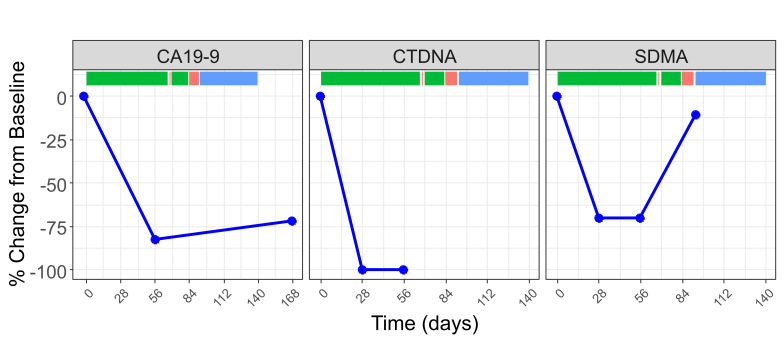 CA19-9 CTDNA SDMA
% Change from Baseline
0
-25
-50
-75
-100
0 28 56 84 112 140 168 0 28 56 84 112 140 0 28 56 84 112 140
Time (days)